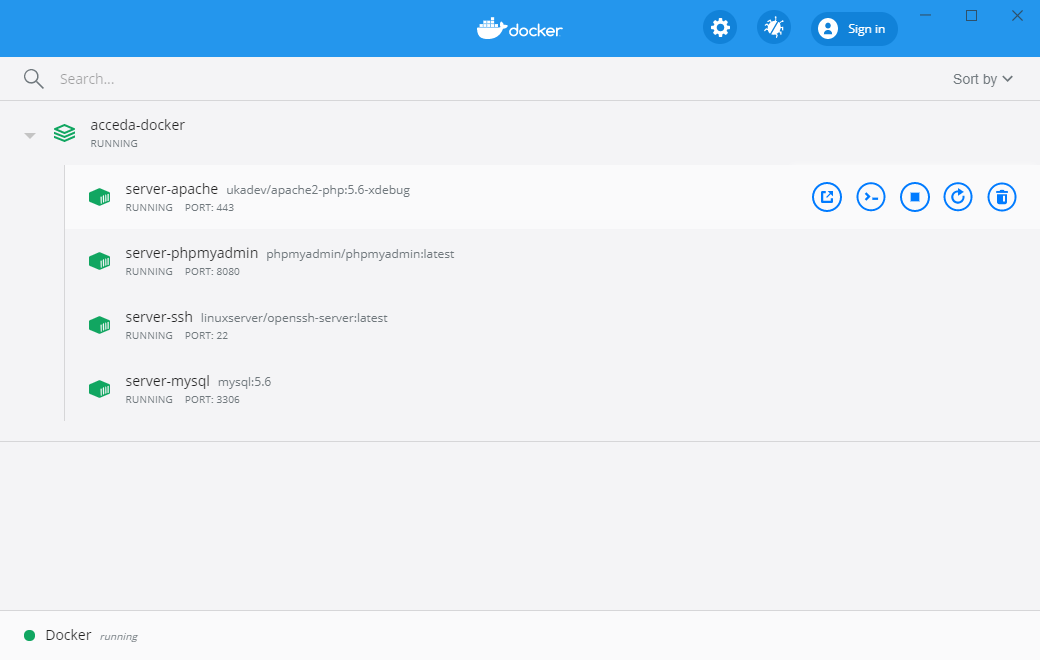 docker
Sign in
Search...
Sort by
acceda-docker
RUNNING
server-apache ukadev/apache2-php:5.6-xdebug
RUNNING PORT: 443
server-phpmyadmin phpmyadmin/phpmyadmin:latest
RUNNING PORT: 8080
server-ssh linuxserver/openssh-server:latest
RUNNING PORT: 22
server-mysql mysql:5.6
RUNNING PORT: 3306
Docker running